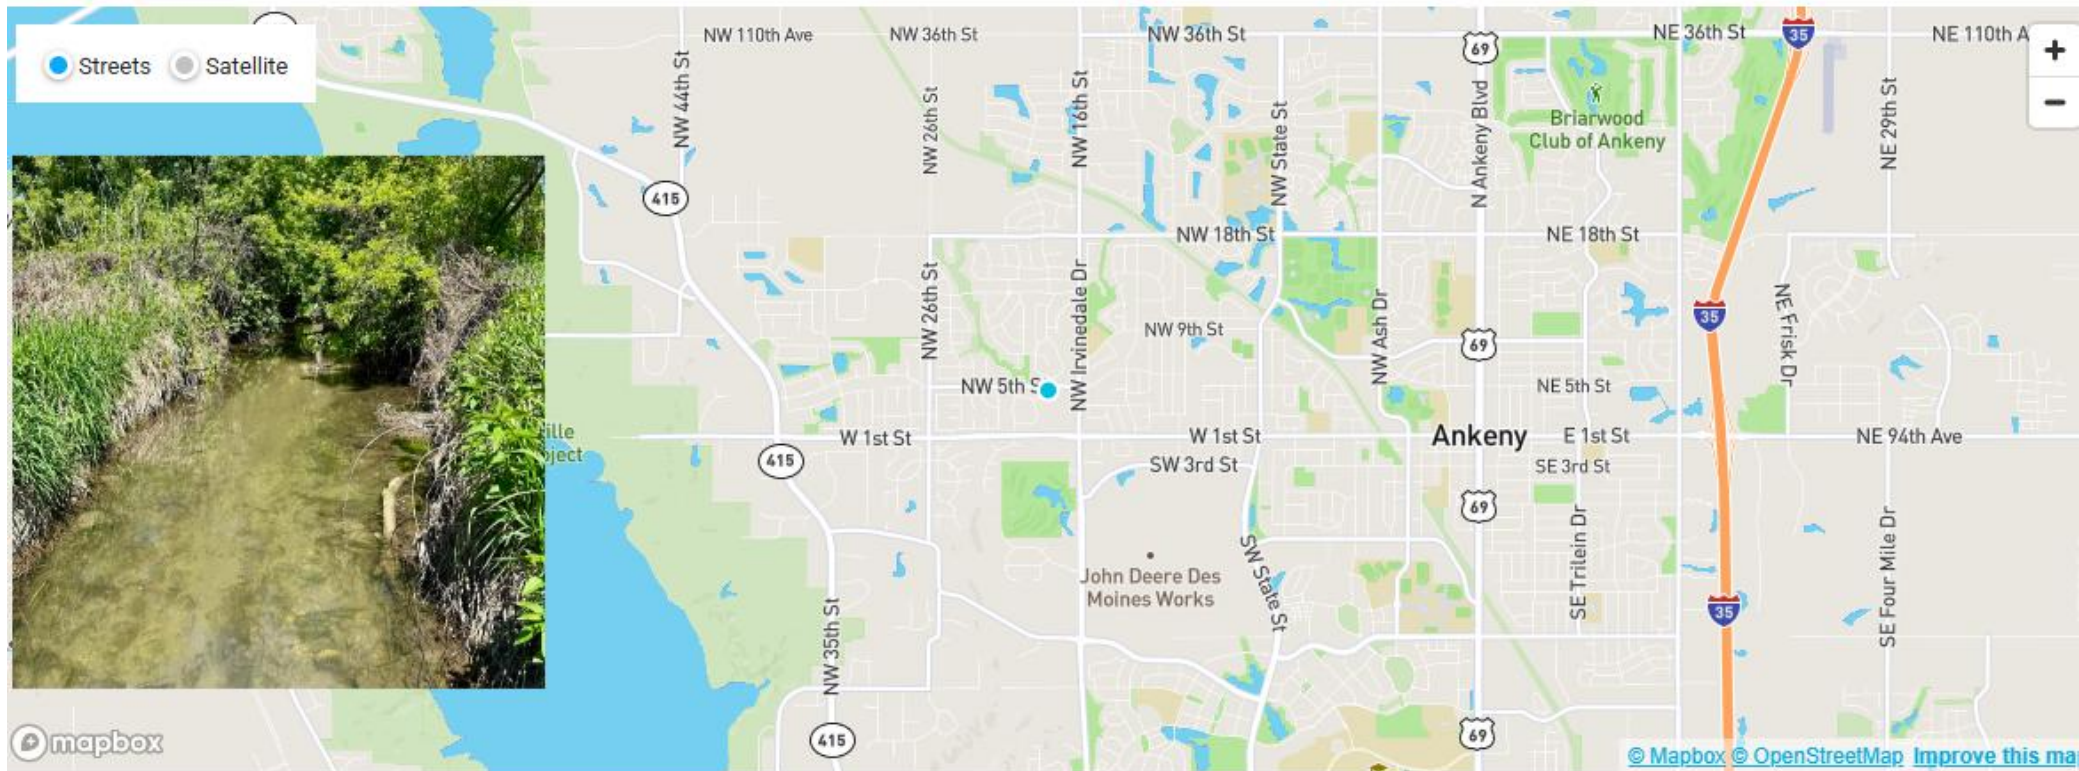 Streets
Satellite
NW 110th Ave
NW 36th St
NW 36th St
NE 36th St
NE 110th A
69
35
+
−
NW 44th St
NW 26th St
NW 16th St
NW State St
N Ankeny Blvd
NE 29th St
Briarwood
Club of Ankeny
415
NW 18th St
NE 18th St
NW 26th St
NW Irvinedale Dr
NW Ash Dr
NE Frisk Dr
35
NW 9th St
69
NW 5th S
NE 5th St
ille
oject
W 1st St
W 1st St
Ankeny
E 1st St
NE 94th Ave
415
SW 3rd St
SE 3rd St
69
SE Trilein Dr
SE Four Mile Dr
SW State St
John Deere Des
Moines Works
NW 35th St
35
415
69
mapbox
© Mapbox © OpenStreetMap Improve this ma